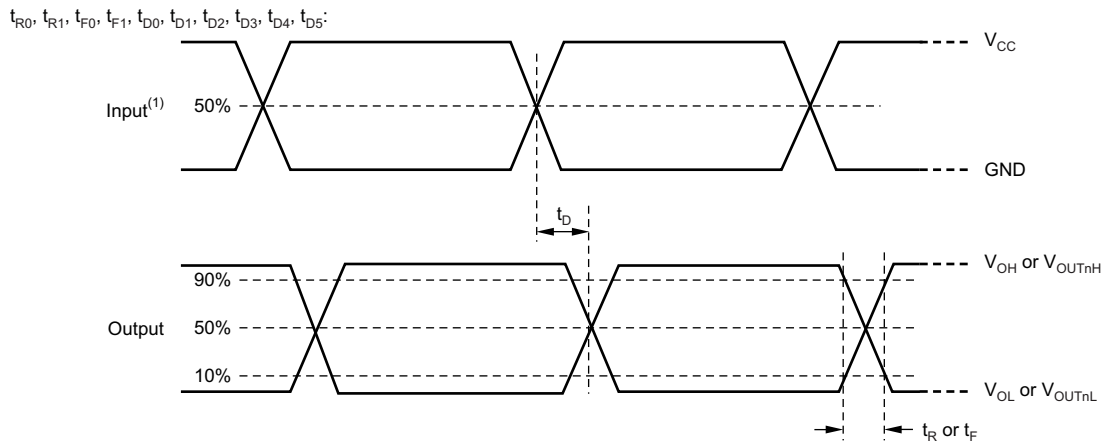 tR0, tR1, tF0, tF1, tD0, tD1, tD2, tD3, tD4, tD5:
VCC
Input(1)
50%
GND
tD
90%
VOH or VOUTnH
Output
50%
10%
VOL or VOUTnL
tR or tF